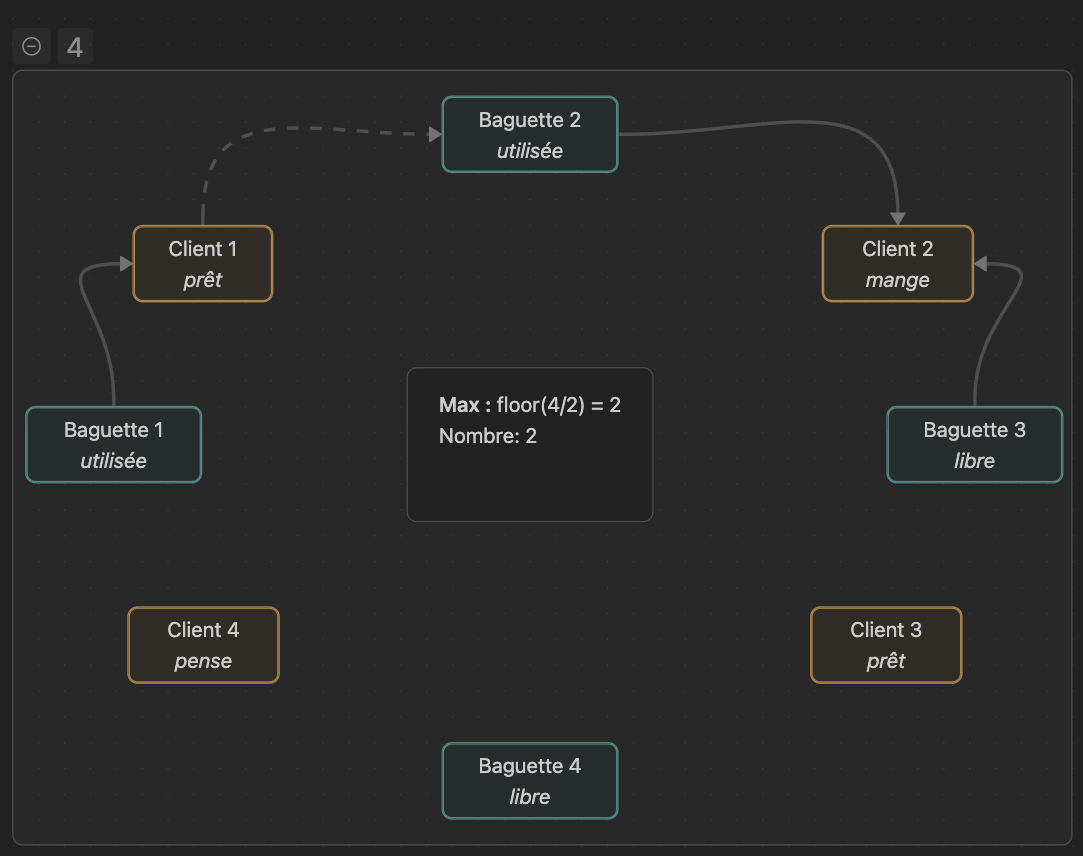 4
Baguette 2
utilisée
Client 1
prêt
Client 2
mange
Max : floor(4/2) = 2
Nombre: 2
Baguette 1
utilisée
Baguette 3
libre
Client 4
pense
Client 3
prêt
Baguette 4
libre